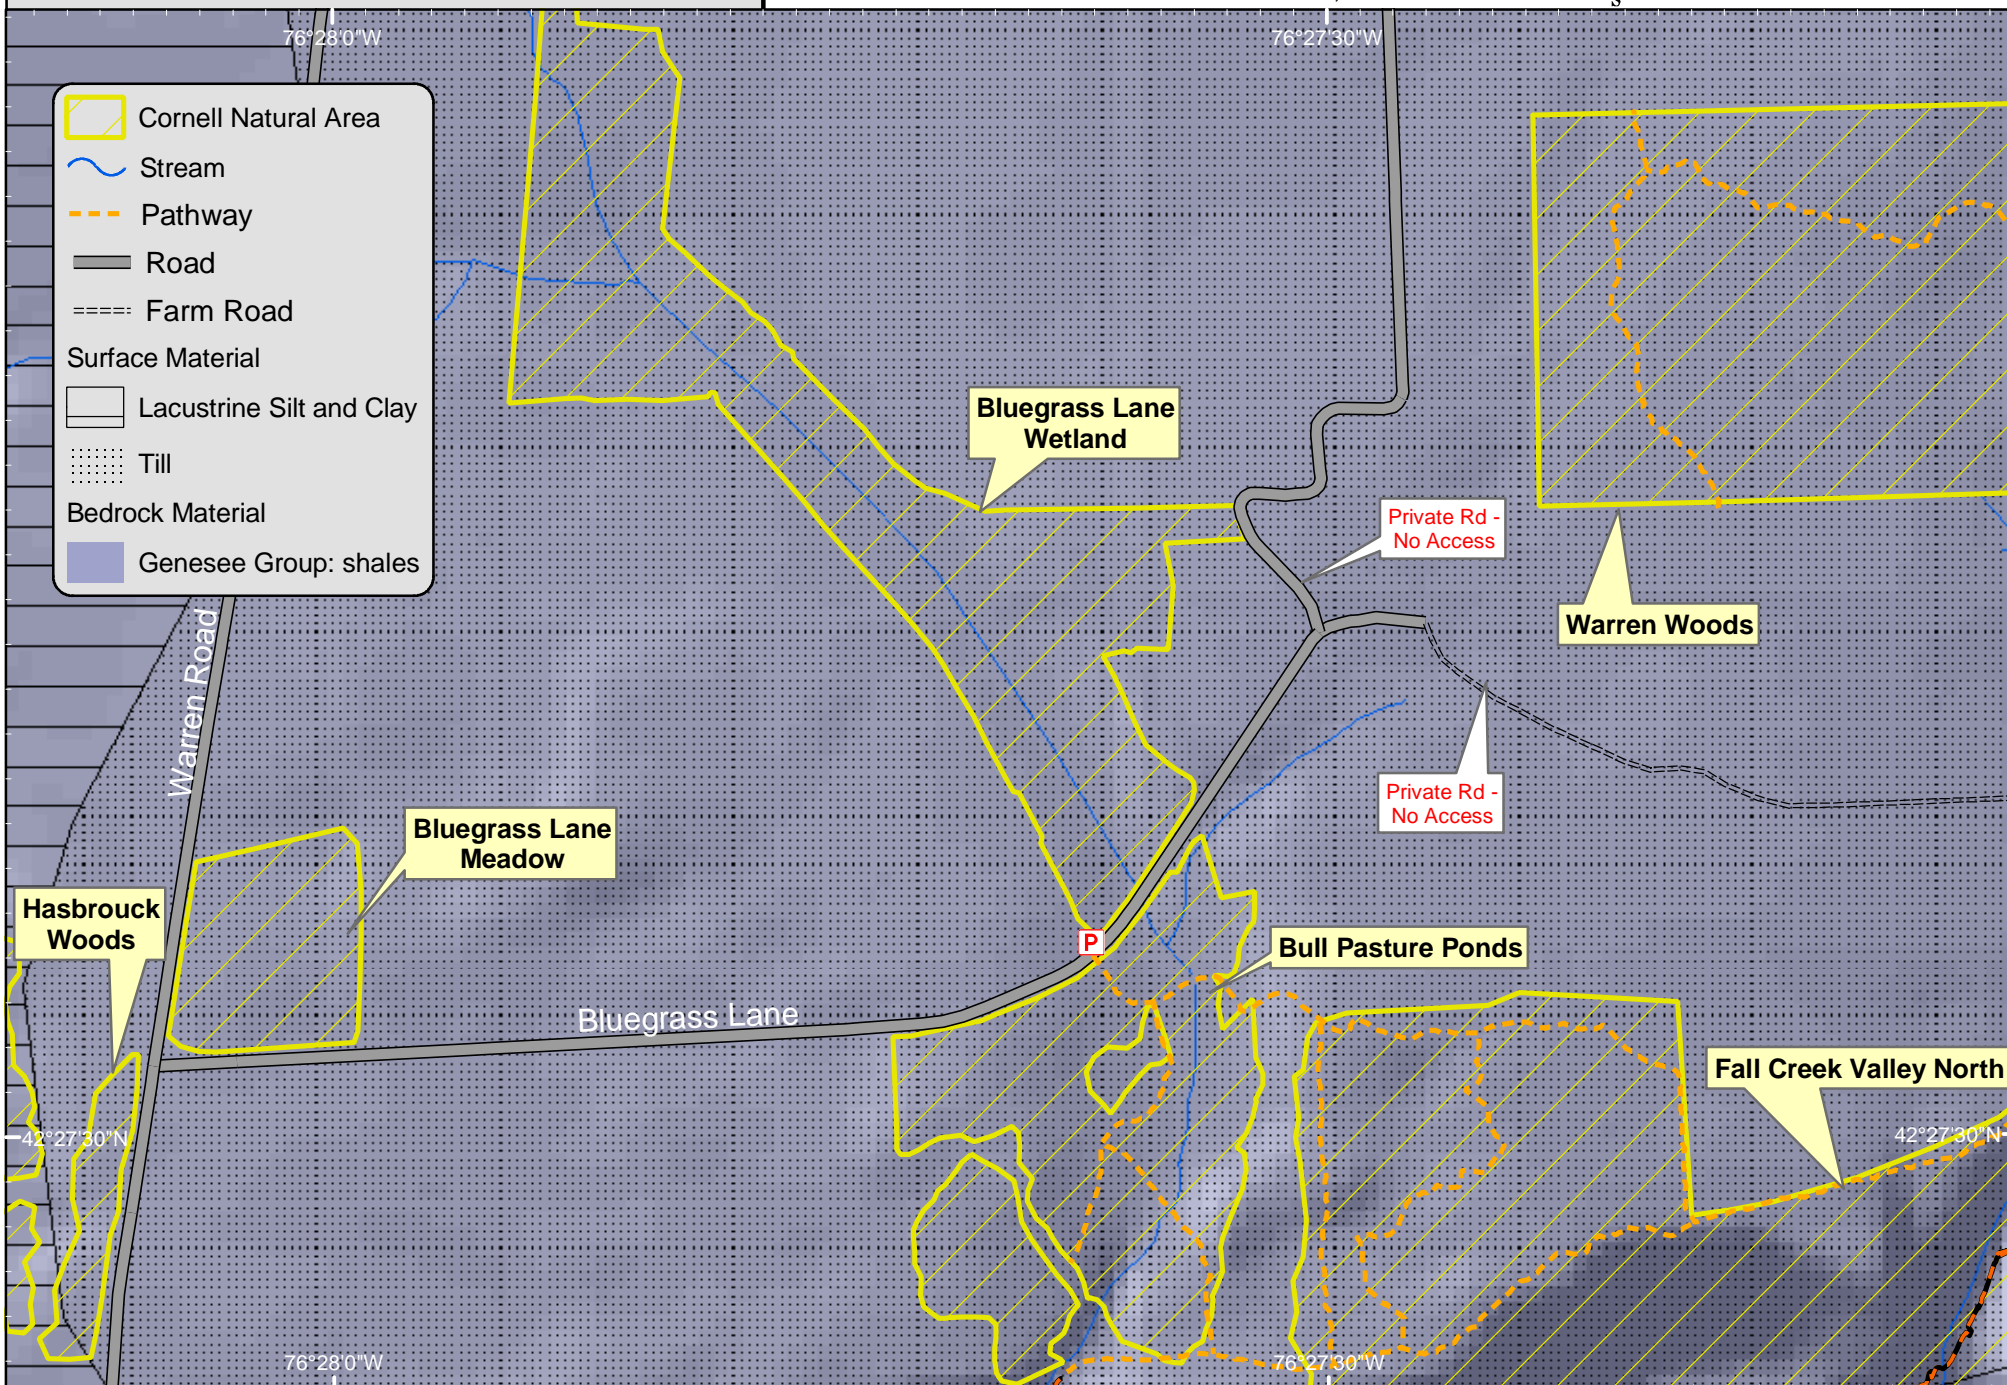 s
76°28'0"W
76°27'30"W
Cornell Natural Area
Stream
Pathway
Road
Farm Road
Surface Material
Lacustrine Silt and Clay
Till
Bedrock Material
Genesee Group: shales
Bluegrass Lane
Wetland
Private Rd -
No Access
Warren Woods
Warren Road
Private Rd -
No Access
Bluegrass Lane
Meadow
Hasbrouck
Woods
P
Bull Pasture Ponds
Bluegrass Lane
Fall Creek Valley North
42°27'30"N
42°27'30"N
76°28'0"W
76°27'30"W